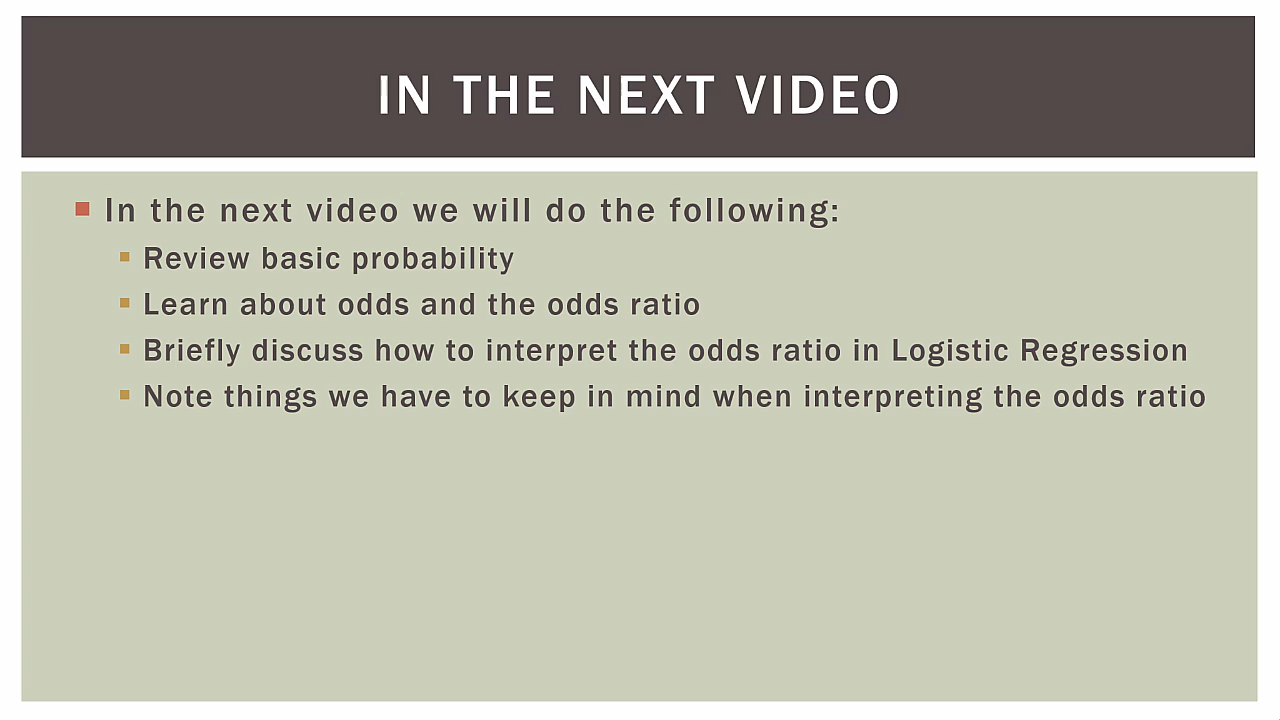 IN THE NEXT VIDEO
In the next video we will do the following:
Review basic probability
Learn about odds and the odds ratio
Briefly discuss how to interpret the odds ratio in Logistic Regression
Note things we have to keep in mind when interpreting the odds ratio